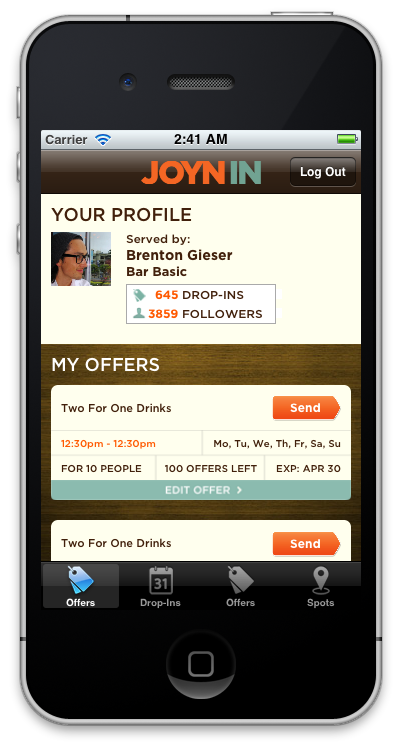 Carrier 2:41 AM
JOYN IN Log Out
YOUR PROFILE
Served by:
Brenton Gieser
Bar Basic
645 DROP-INS
3859 FOLLOWERS
MY OFFERS
Two For One Drinks Send
12:30pm - 12:30pm Mo, Tu, We, Th, Fr, Sa, Su
FOR 10 PEOPLE 100 OFFERS LEFT EXP: APR 30
EDIT OFFER >
Two For One Drinks Send
31
Offers Drop-Ins Offers Spots